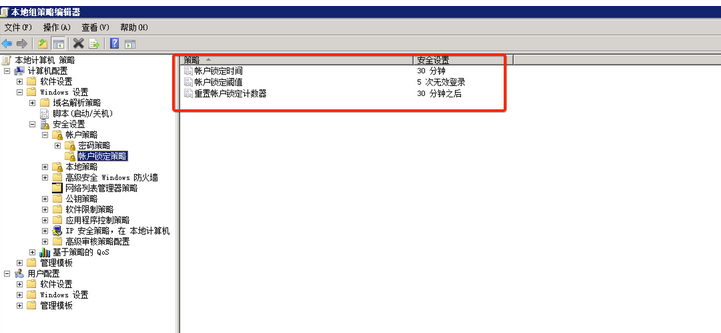 本地组策略编辑器
文件(F) 操作(A) 查看(V) 帮助(H)
本地计算机 策略
计算机配置
软件设置
Windows 设置
域名解析策略
脚本(启动/关机)
安全设置
帐户策略
密码策略
帐户锁定策略
本地策略
高级安全 Windows 防火墙
网络列表管理器策略
公钥策略
软件限制策略
应用程序控制策略
IP 安全策略，在 本地计算机
高级审核策略配置
基于策略的 QoS
管理模板
用户配置
软件设置
Windows 设置
管理模板
策略 安全设置
帐户锁定时间 30 分钟
帐户锁定阈值 5 次无效登录
重置帐户锁定计数器 30 分钟之后